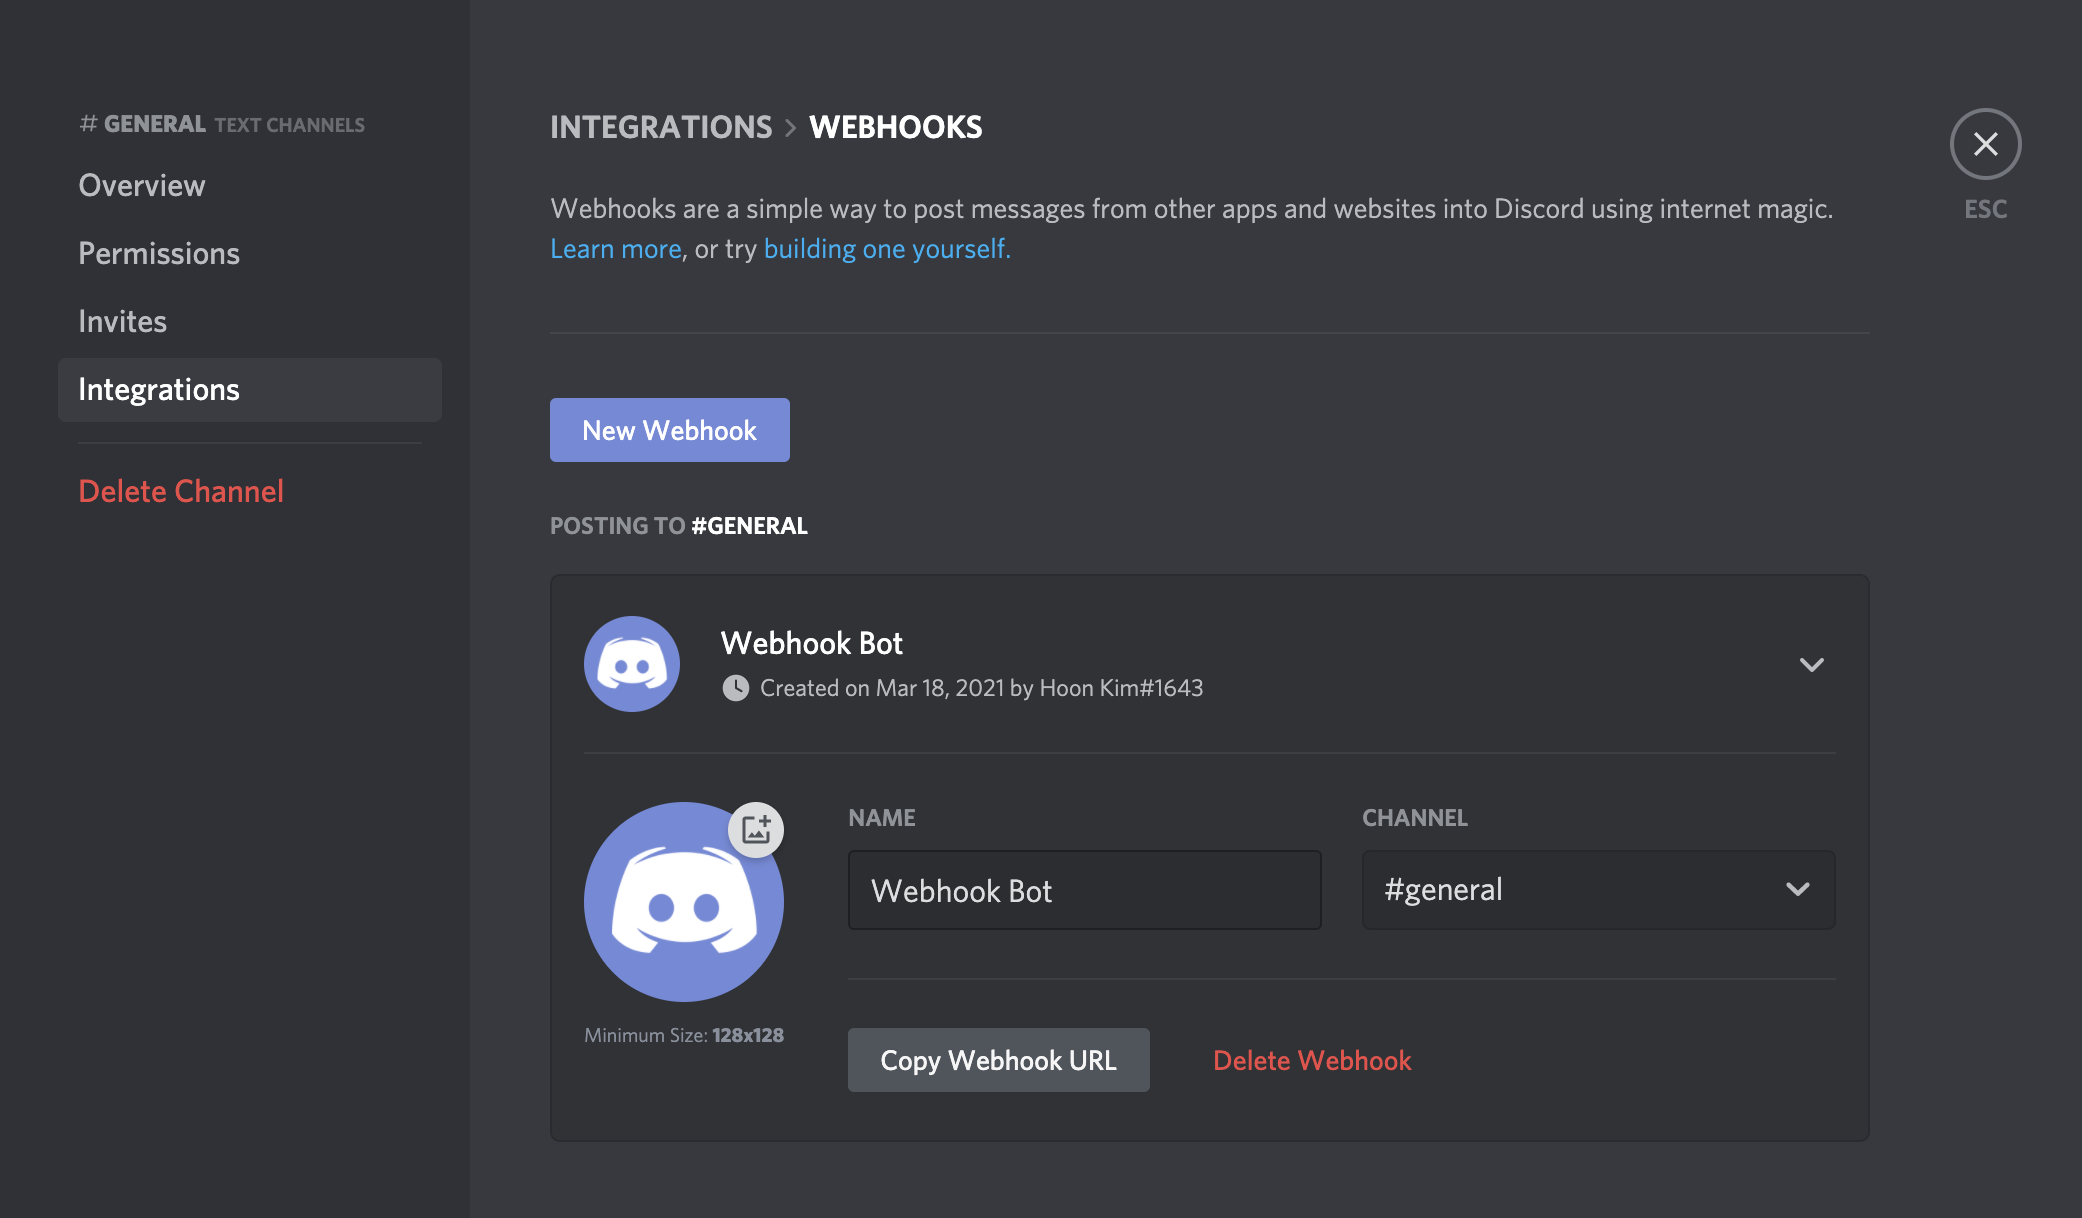 # GENERAL TEXT CHANNELS
Overview
Permissions
Invites
Integrations
Delete Channel
INTEGRATIONS > WEBHOOKS
Webhooks are a simple way to post messages from other apps and websites into Discord using internet magic.
Learn more, or try building one yourself.
ESC
New Webhook
POSTING TO #GENERAL
Webhook Bot
Created on Mar 18, 2021 by Hoon Kim#1643
NAME
CHANNEL
Webhook Bot
#general
Minimum Size: 128x128
Copy Webhook URL
Delete Webhook